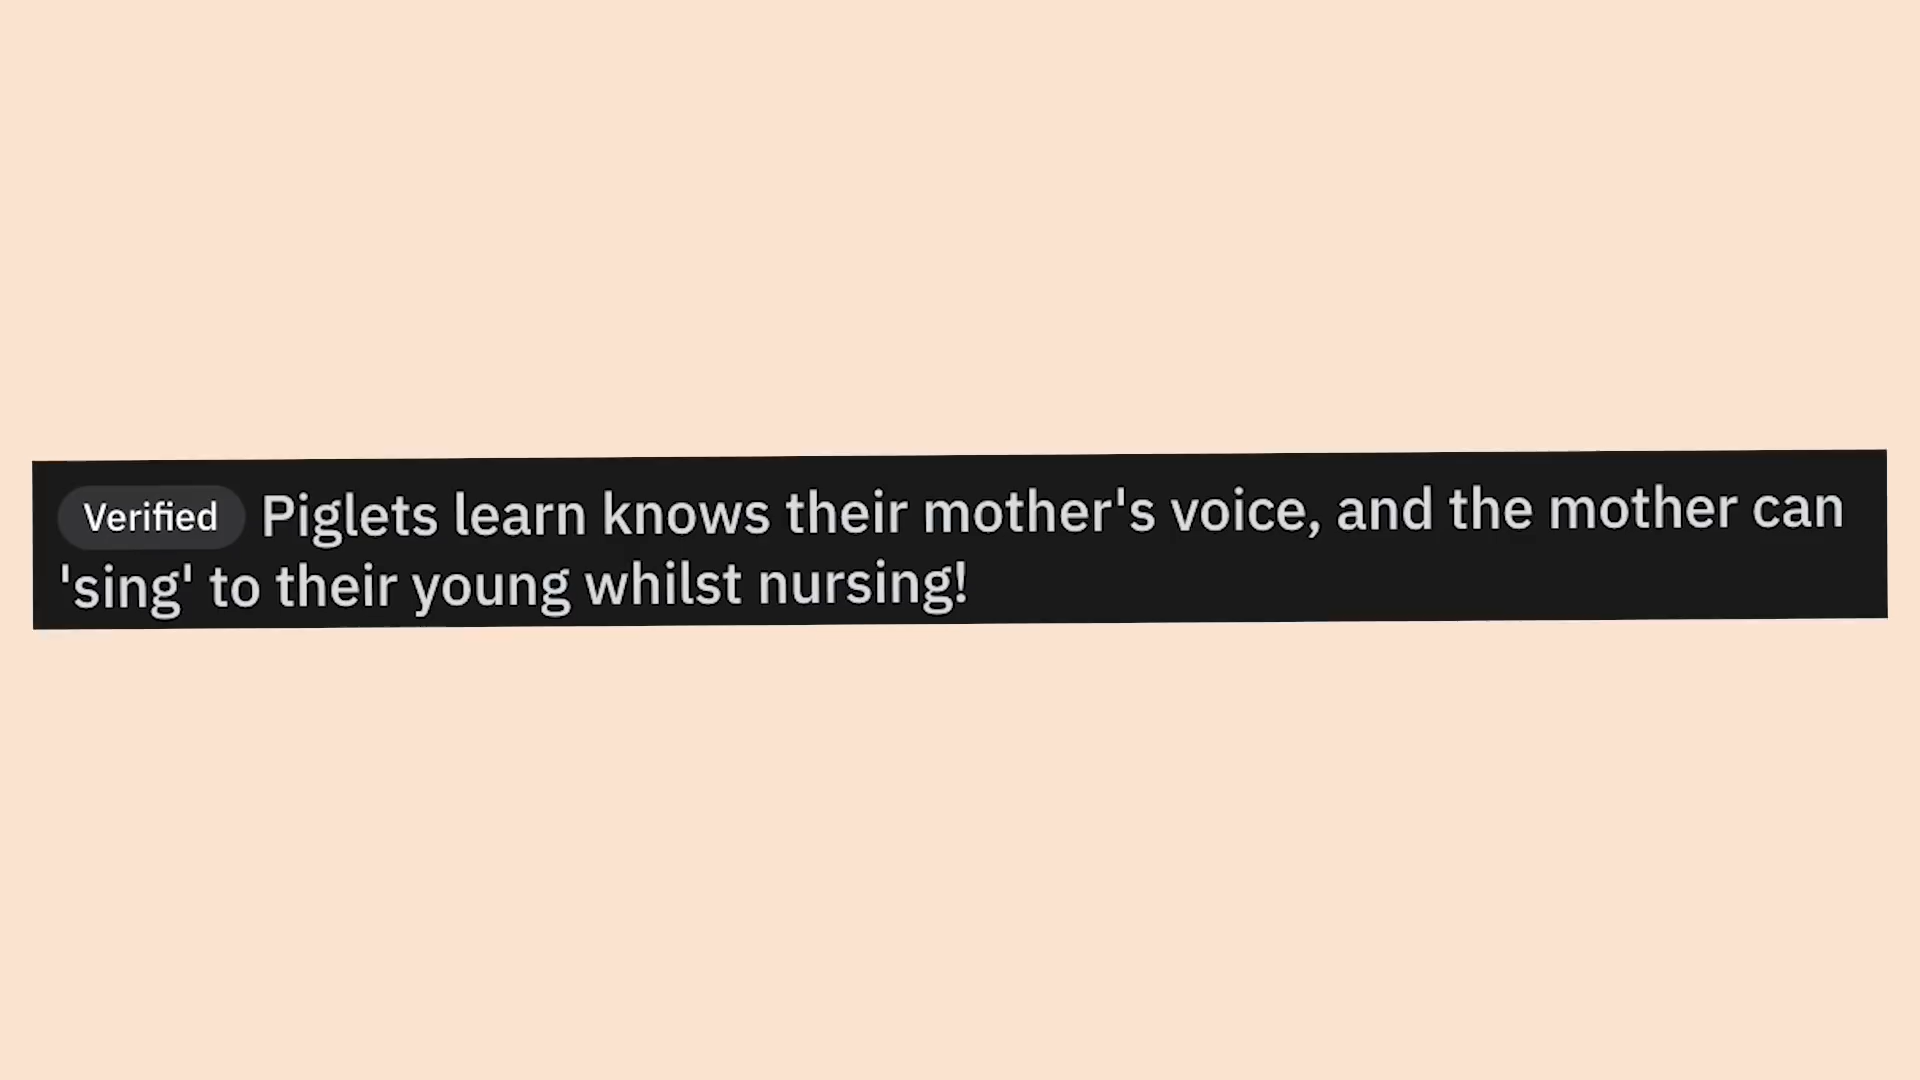 Verified Piglets learn knows their mother's voice, and the mother can
'sing' to their young whilst nursing!